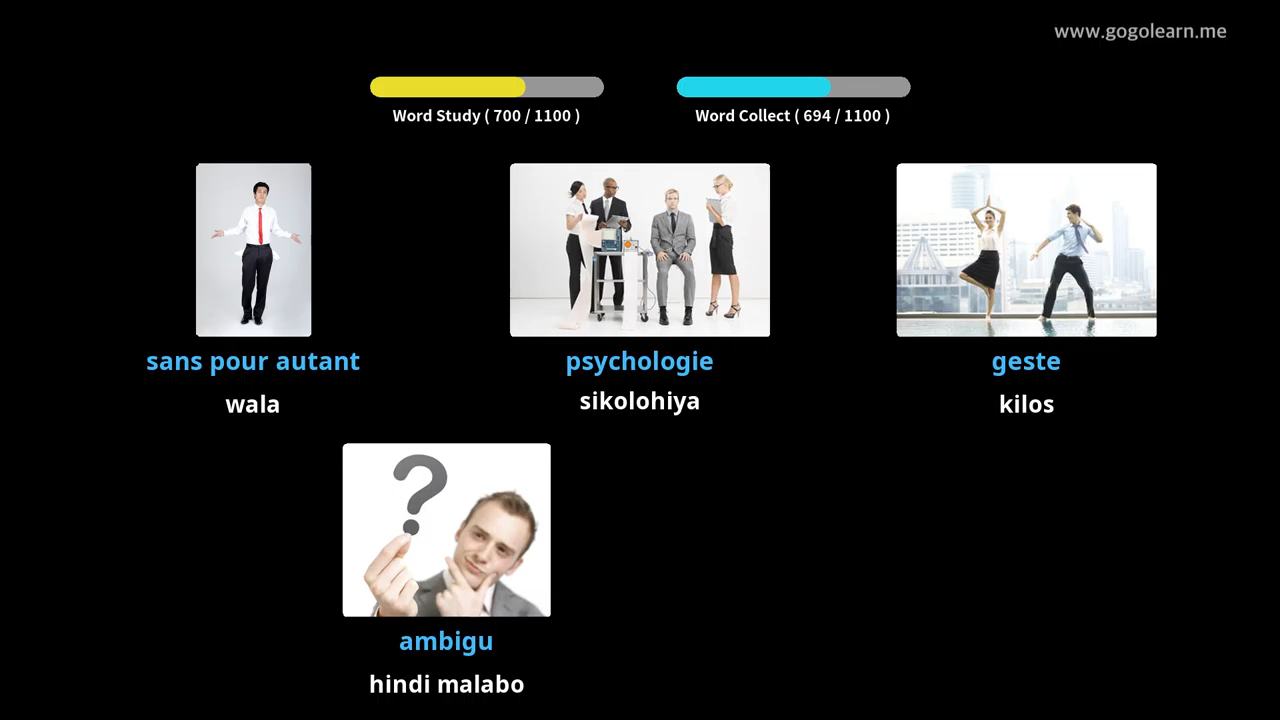 www.gogolearn.me
Word Study ( 700 / 1100 )
Word Collect ( 694 / 1100 )
sans pour autant
wala
psychologie
sikolohiya
geste
kilos
ambigu
hindi malabo